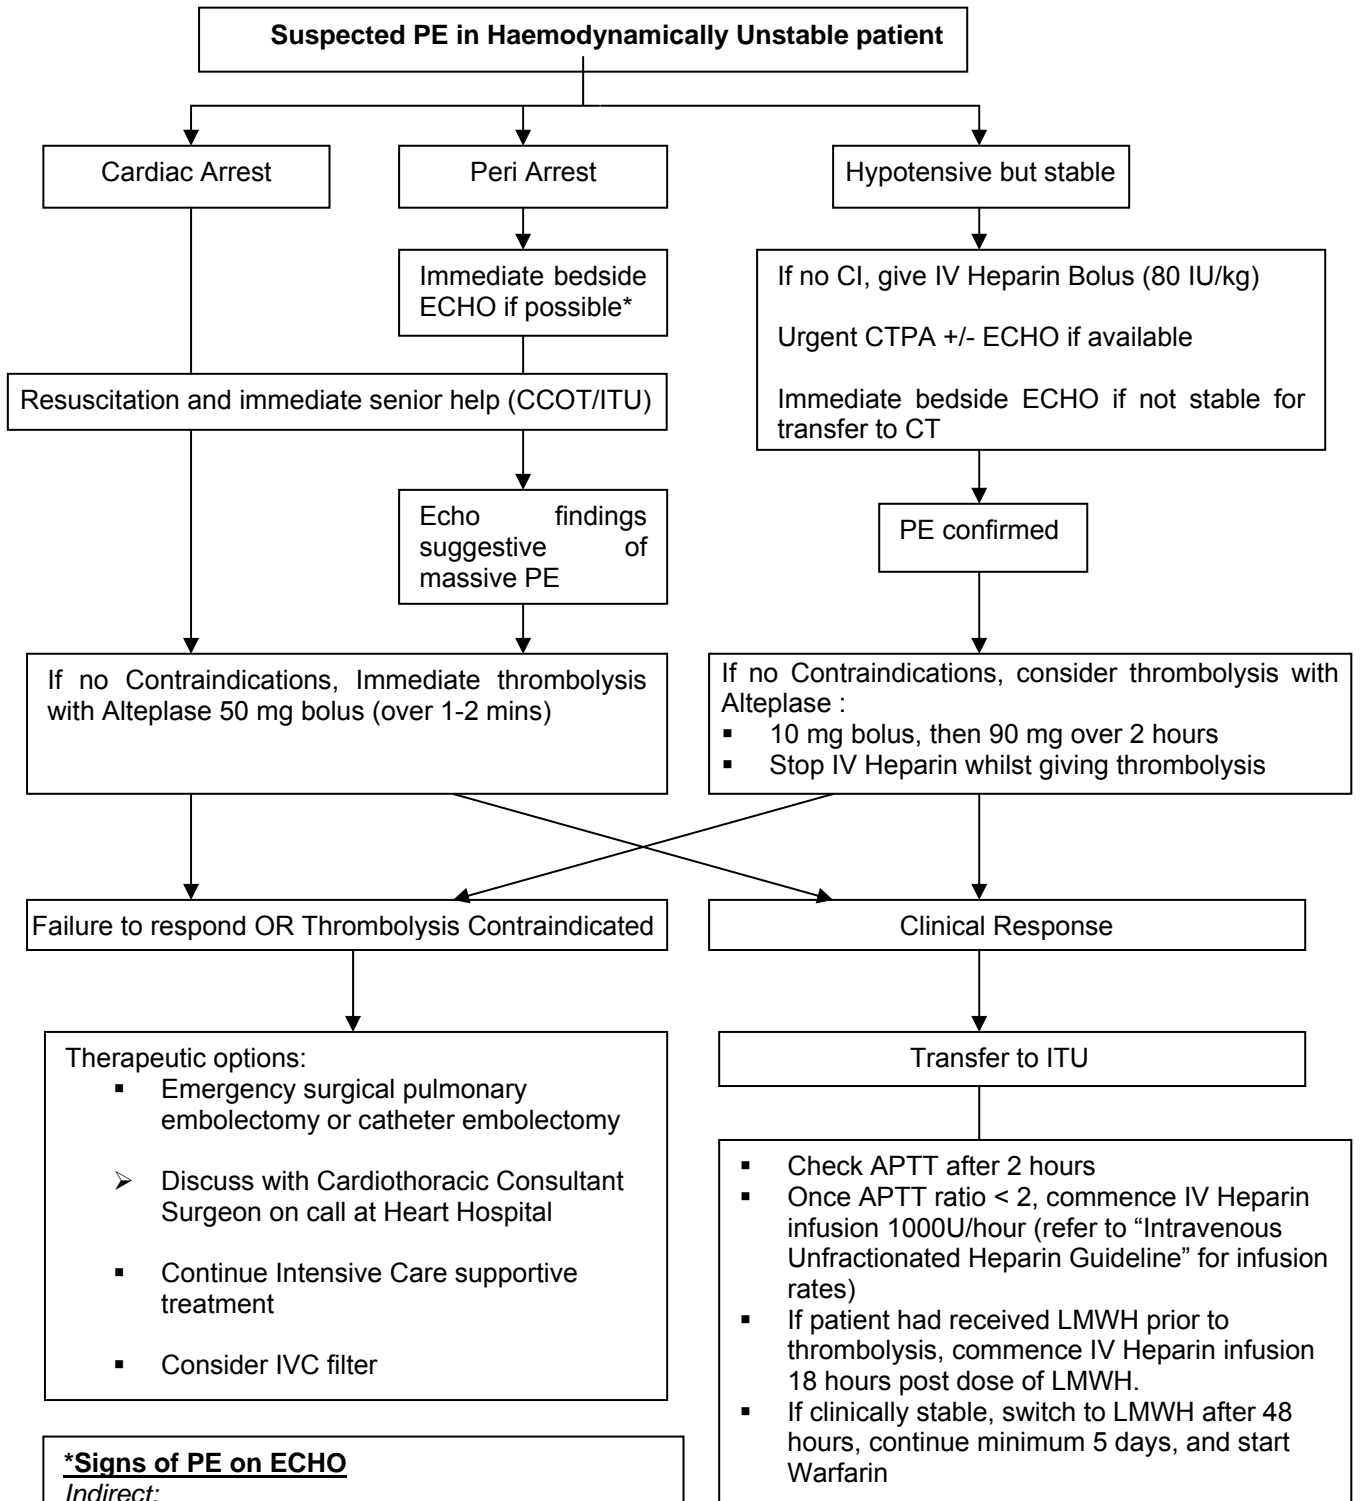 Suspected PE in Haemodynamically Unstable patient
Cardiac Arrest
Peri Arrest
Hypotensive but stable
Immediate bedside
ECHO if possible*
If no CI, give IV Heparin Bolus (80 IU/kg)
Urgent CTPA +/- ECHO if available
Immediate bedside ECHO if not stable for
transfer to CT
Resuscitation and immediate senior help (CCOT/ITU)
Echo findings
suggestive of
massive PE
PE confirmed
If no Contraindications, Immediate thrombolysis
with Alteplase 50 mg bolus (over 1-2 mins)
If no Contraindications, consider thrombolysis with
Alteplase :
▪ 10 mg bolus, then 90 mg over 2 hours
▪ Stop IV Heparin whilst giving thrombolysis
Failure to respond OR Thrombolysis Contraindicated
Clinical Response
Therapeutic options:
▪ Emergency surgical pulmonary
embolectomy or catheter embolectomy
➢ Discuss with Cardiothoracic Consultant
Surgeon on call at Heart Hospital
▪ Continue Intensive Care supportive
treatment
▪ Consider IVC filter
Transfer to ITU
▪ Check APTT after 2 hours
▪ Once APTT ratio < 2, commence IV Heparin
infusion 1000U/hour (refer to “Intravenous
Unfractionated Heparin Guideline” for infusion
rates)
▪ If patient had received LMWH prior to
thrombolysis, commence IV Heparin infusion
18 hours post dose of LMWH.
▪ If clinically stable, switch to LMWH after 48
hours, continue minimum 5 days, and start
Warfarin
*Signs of PE on ECHO
Indirect: